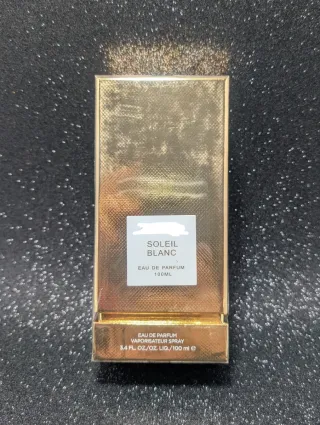 SOLEIL
BLANC
EAU DE PARFUM
100ML
EAU DE PARFUM
VAPORISATEUR SPRAY
3.4 FL. OZ./OZ. LIQ./100 ml ℮